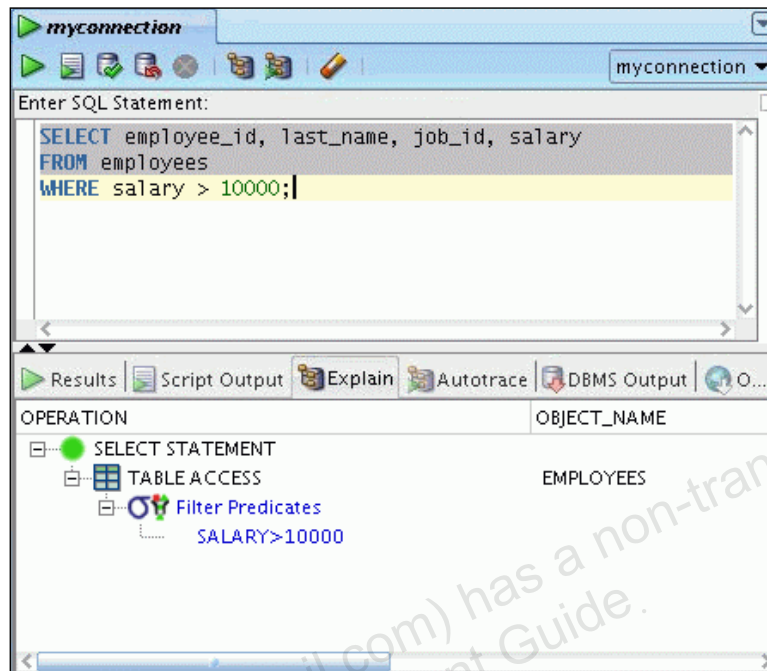 myconnection
myconnection
Enter SQL Statement:
SELECT employee_id, last_name, job_id, salary
FROM employees
WHERE salary > 10000;
Results Script Output Explain Autotrace DBMS Output O...
OPERATION OBJECT_NAME
SELECT STATEMENT
TABLE ACCESS EMPLOYEES
Filter Predicates
SALARY>10000
com) has a non-tran
Guide.